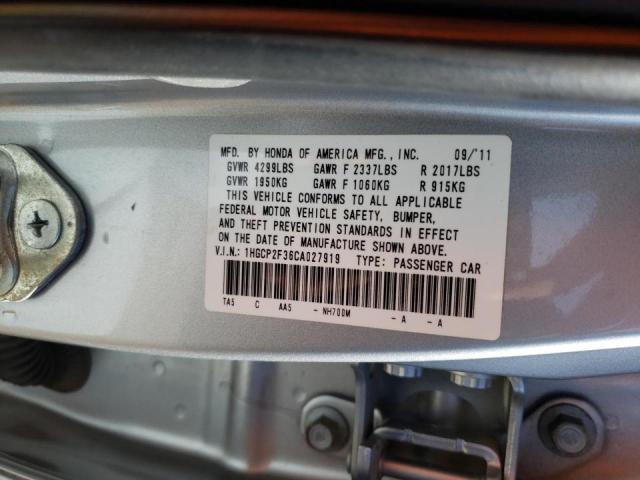 MFD. BY HONDA OF AMERICA MFG., INC. 09/'11
GVWR 4299LBS GAWR F 2337LBS R 2017LBS
GVWR 1950KG GAWR F 1060KG R 915KG
THIS VEHICLE CONFORMS TO ALL APPLICABLE
FEDERAL MOTOR VEHICLE SAFETY, BUMPER,
AND THEFT PREVENTION STANDARDS IN EFFECT
ON THE DATE OF MANUFACTURE SHOWN ABOVE.
V.I.N.: 1HGCP2F36CA027919 TYPE: PASSENGER CAR
TA5 C AA5 - NH700M - A - A